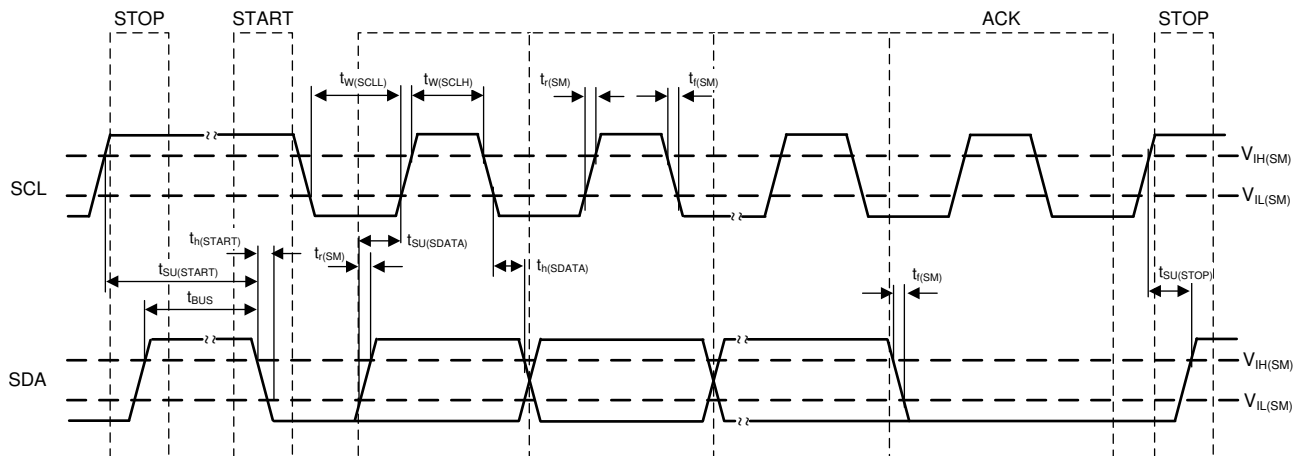 STOP START ACK STOP
tW(SCLL) tW(SCLH) tr(SM) tf(SM)
VIH(SM)
SCL
VIL(SM)
th(START) tr(SM) tSU(SDATA)
th(SDATA)
tSU(START) tf(SM) tSU(STOP)
tBUS
VIH(SM)
SDA
VIL(SM)